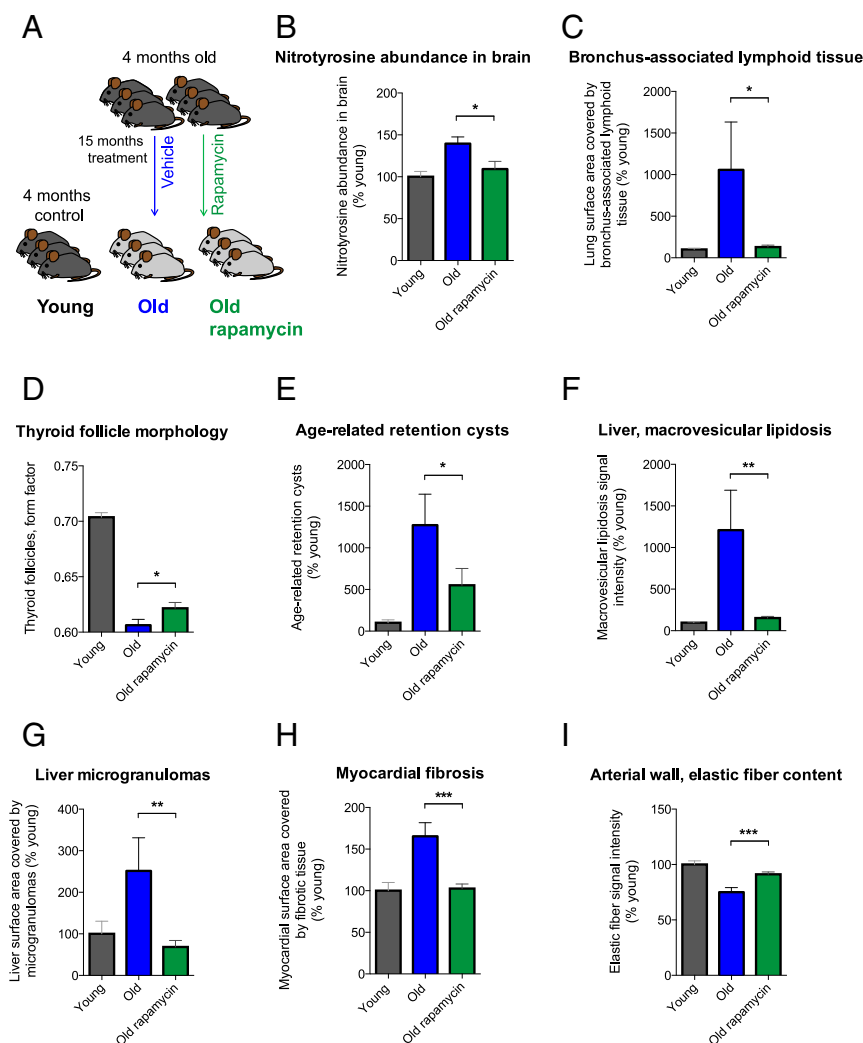 A
4 months old
15 months
treatment
Vehicle
Rapamycin
4 months
control
Young
Old
Old
rapamycin
B
Nitrotyrosine abundance in brain
Nitrotyrosine abundance in brain
(% young)
200
150
100
50
0
*
Young
Old
Old rapamycin
C
Bronchus-associated lymphoid tissue
Lung surface area covered by
bronchus-associated lymphoid
tissue (% young)
2000
1500
1000
500
0
*
Young
Old
Old rapamycin
D
Thyroid follicle morphology
Thyroid follicicles, form factor
0.75
0.70
0.65
0.60
*
Young
Old
Old rapamycin
E
Age-related retention cysts
Age-related retention cysts
(% young)
2000
1500
1000
500
0
*
Young
Old
Old rapamycin
F
Liver, macrovesicular lipidosis
Macrovesicular lipidosis signal
intensity (% young)
2000
1500
1000
500
0
**
Young
Old
Old rapamycin
G
Liver microgranulomas
Liver surface area covered by
microgranulomas (% young)
400
300
200
100
0
**
Young
Old
Old rapamycin
H
Myocardial fibrosis
Myocardial surface area covered
by fibrotic tissue
(% young)
200
150
100
50
0
***
Young
Old
Old rapamycin
I
Arterial wall, elastic fiber content
Elastic fiber signal intensity
(% young)
150
100
50
0
***
Young
Old
Old rapamycin